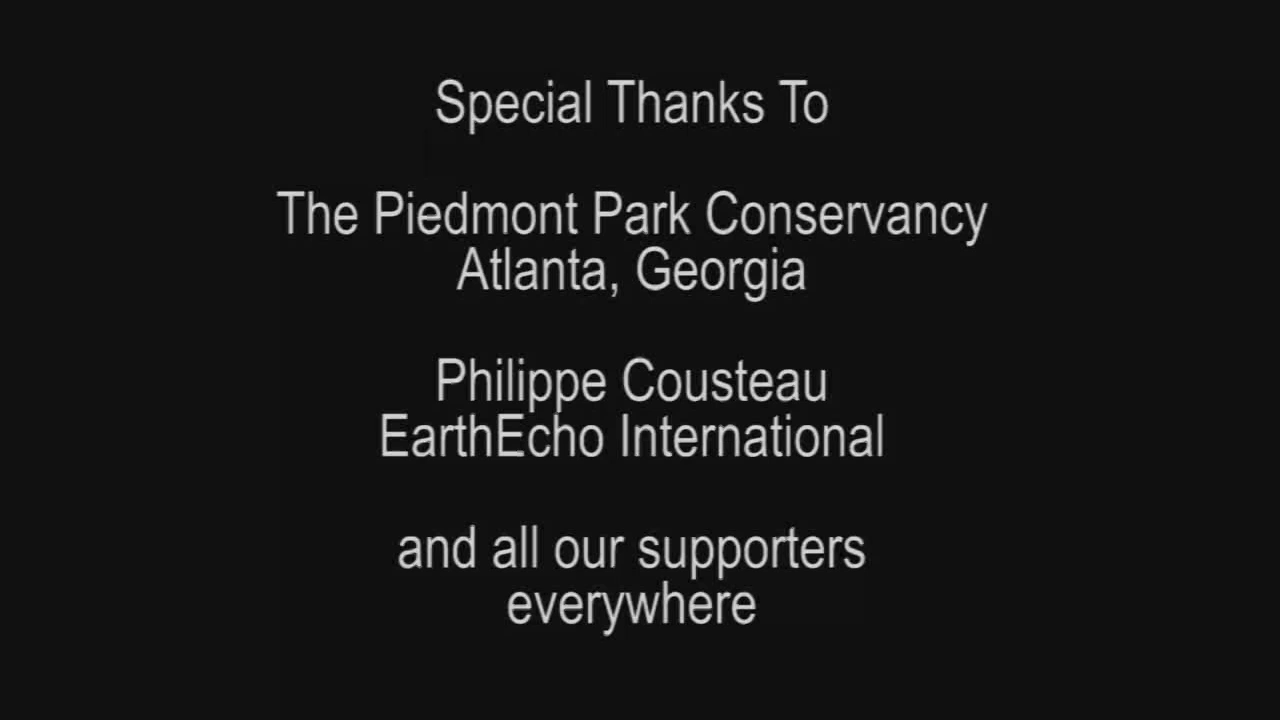 Special Thanks To
The Piedmont Park Conservancy
Atlanta, Georgia
Philippe Cousteau
EarthEcho International
and all our supporters
everywhere